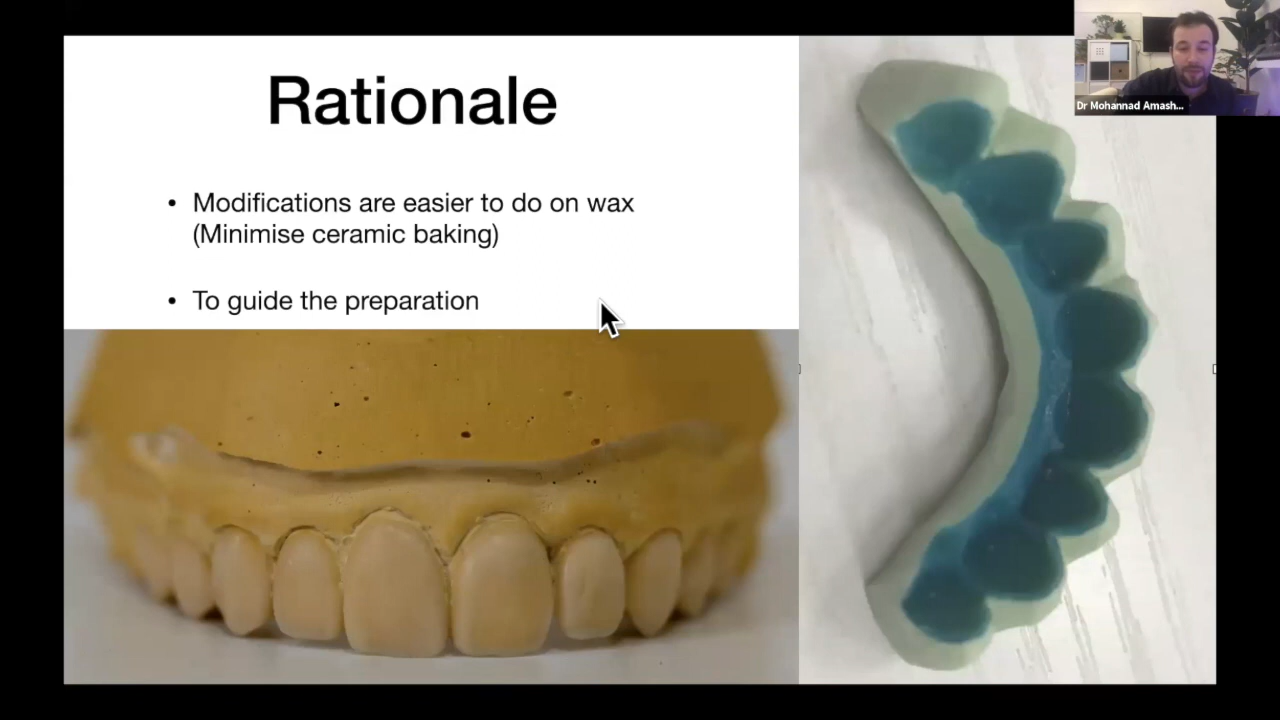 Rationale
• Modifications are easier to do on wax
(Minimise ceramic baking)
• To guide the preparation
Dr Mohannad Amash...